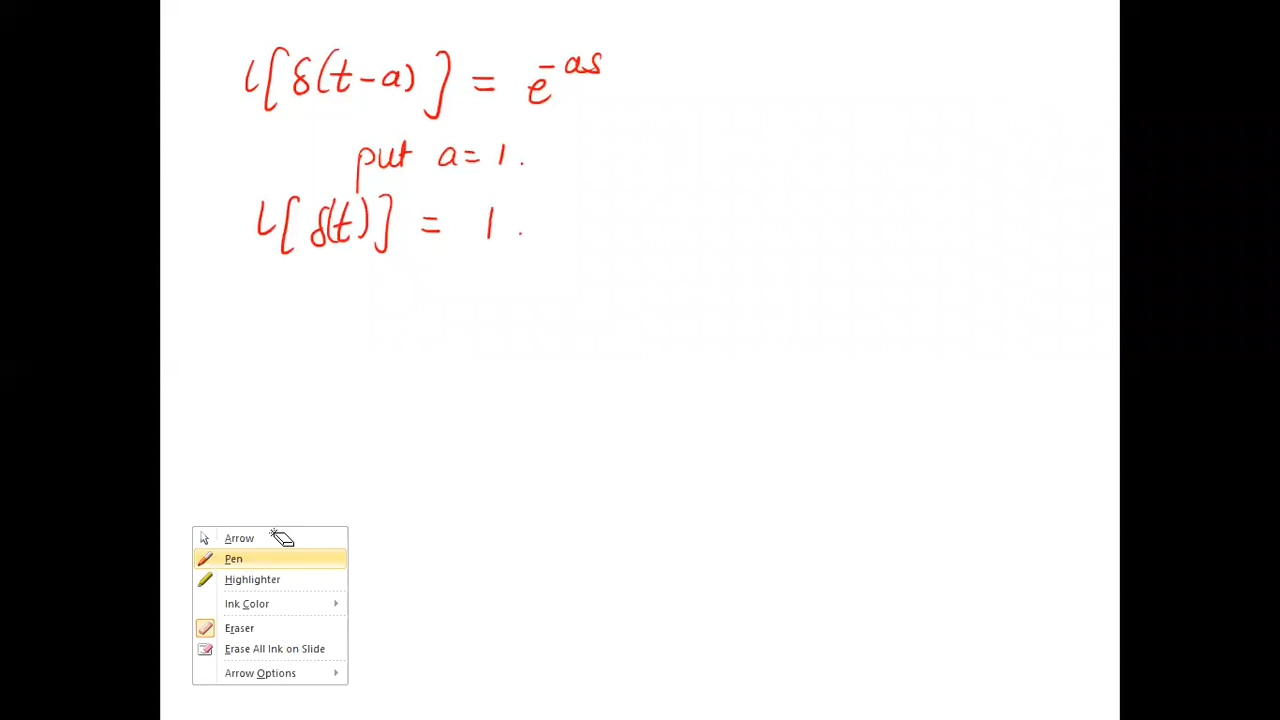 L[δ(t-a)] = e^{-as}
put a=1.
L[δ(t)] = 1.
Arrow
Pen
Highlighter
Ink Color
Eraser
Erase All Ink on Slide
Arrow Options